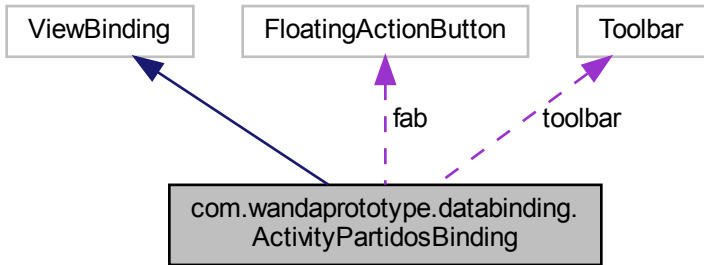 ViewBinding
FloatingActionButton
Toolbar
fab
toolbar
com.wandaprototype.databinding.
ActivityPartidosBinding